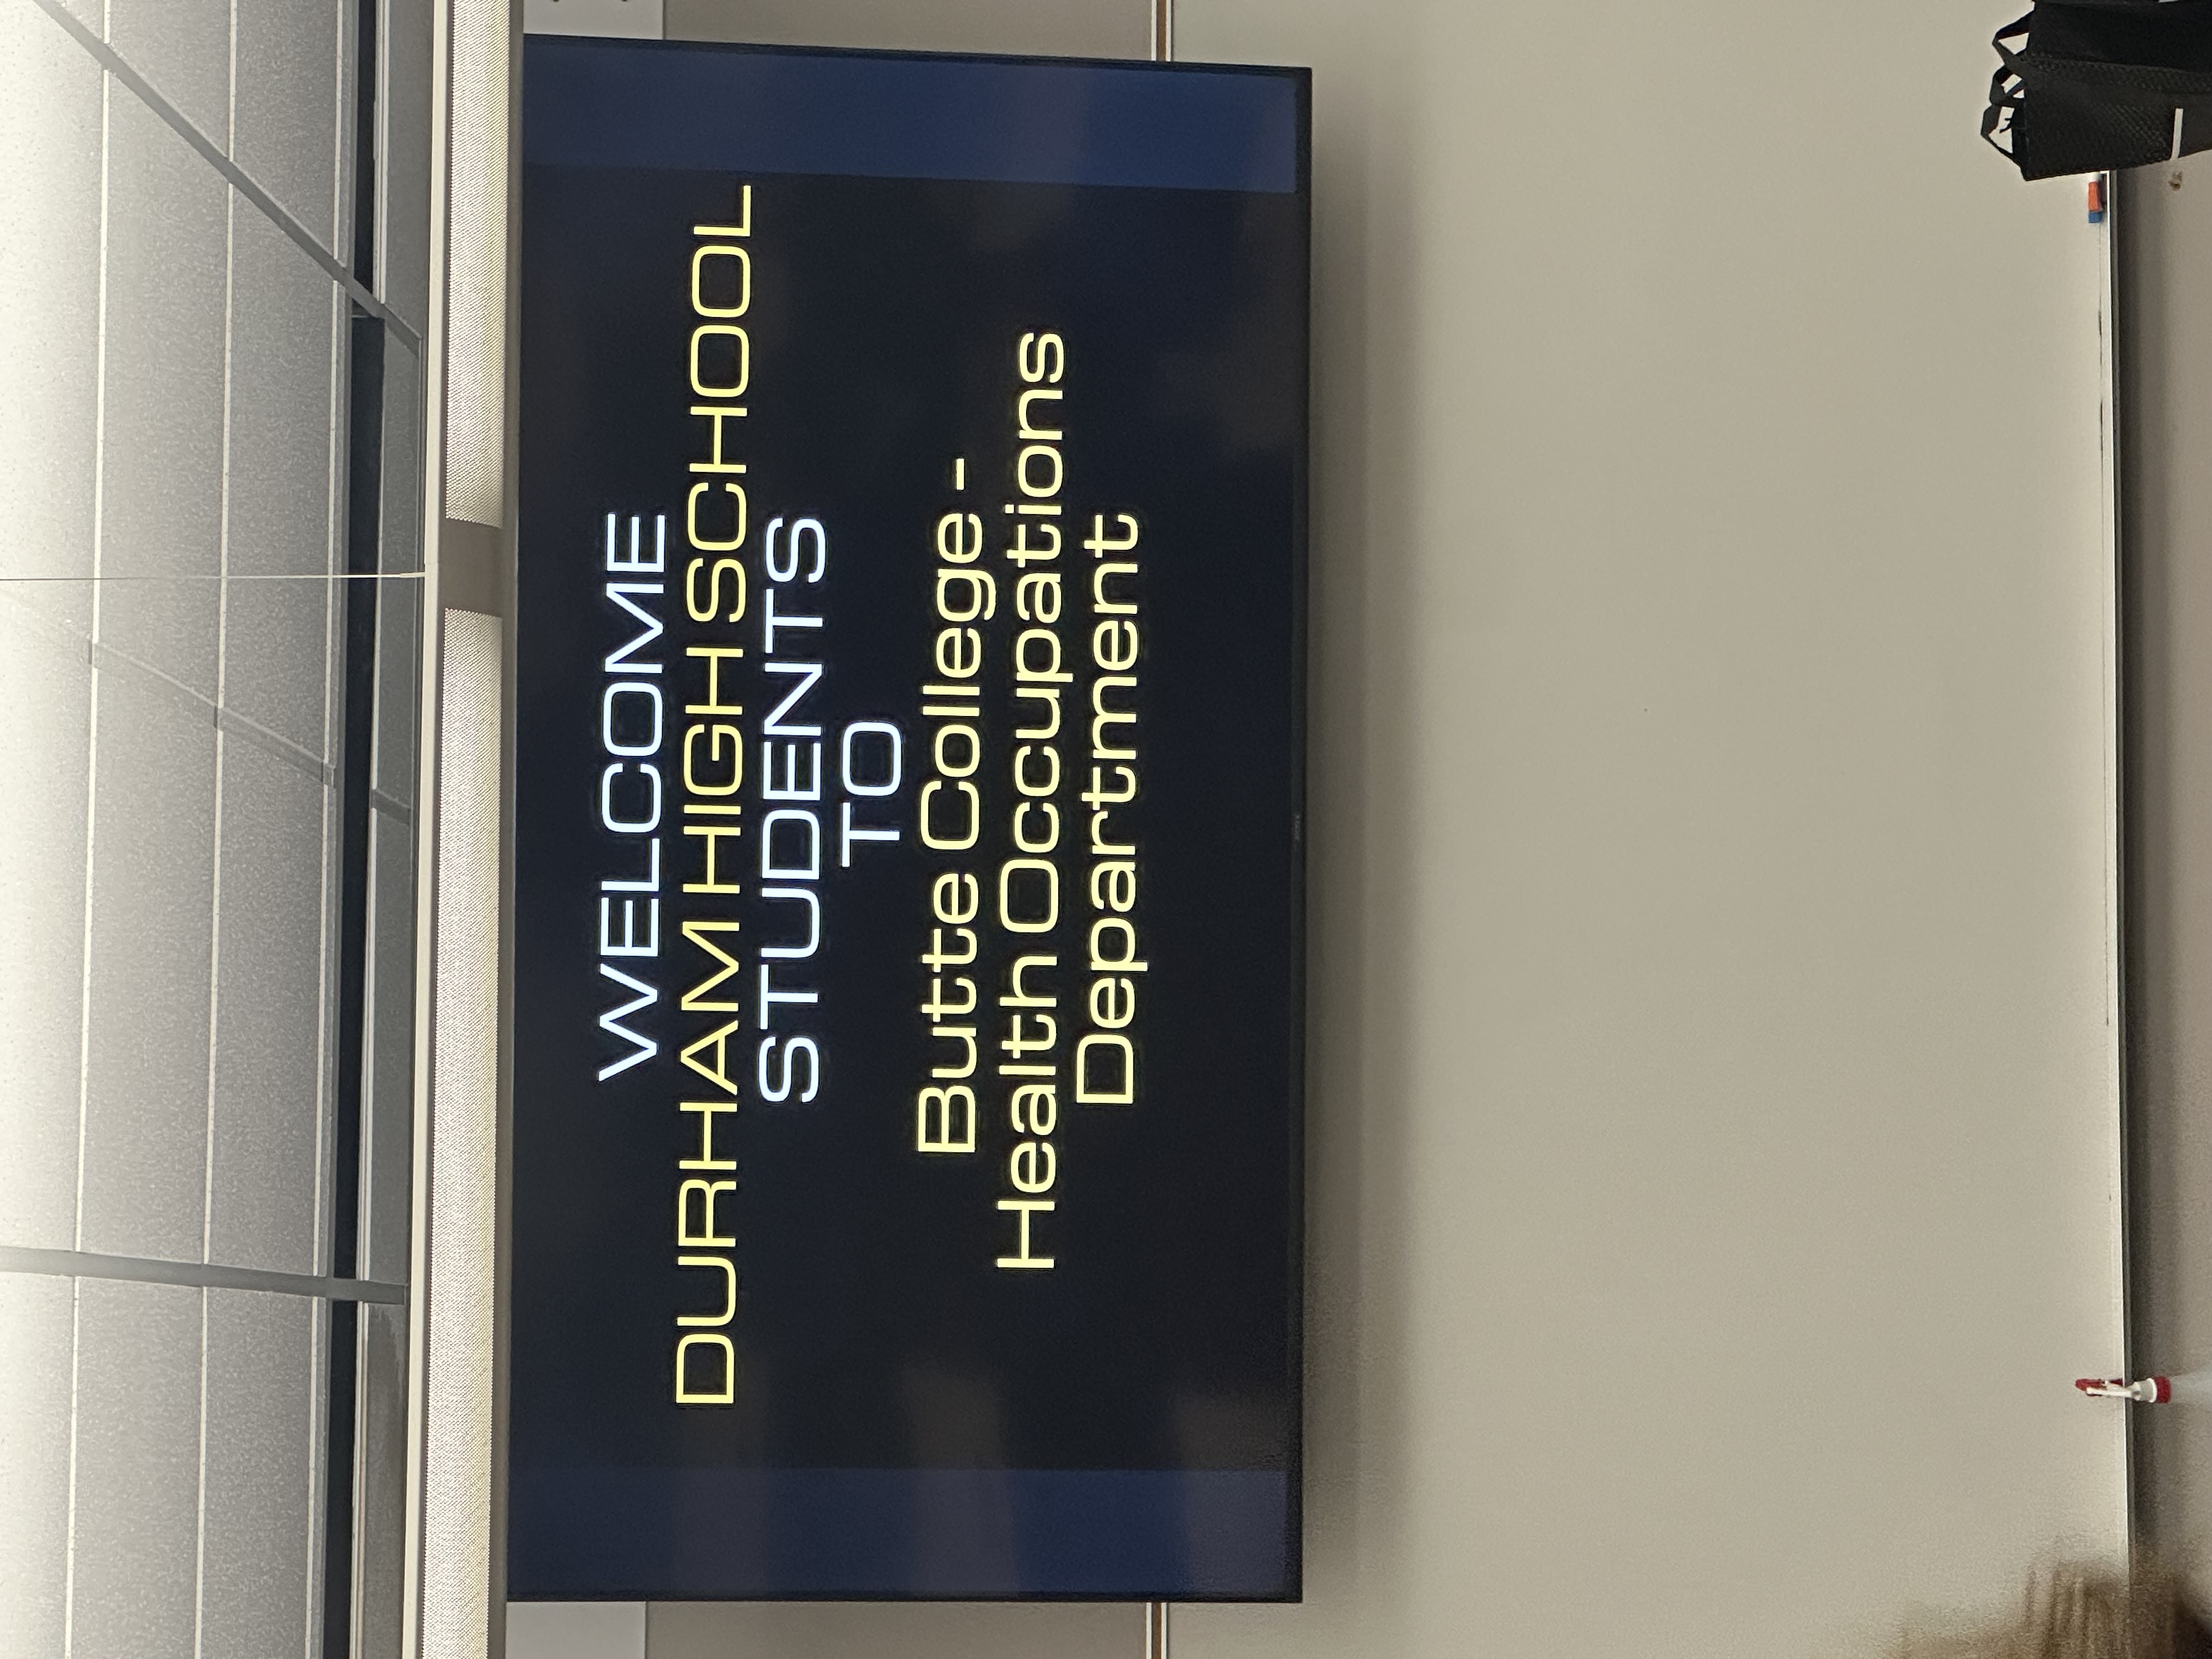 WELCOME
DURHAM HIGH SCHOOL
STUDENTS
TO
Butte College -
Health Occupations
Department